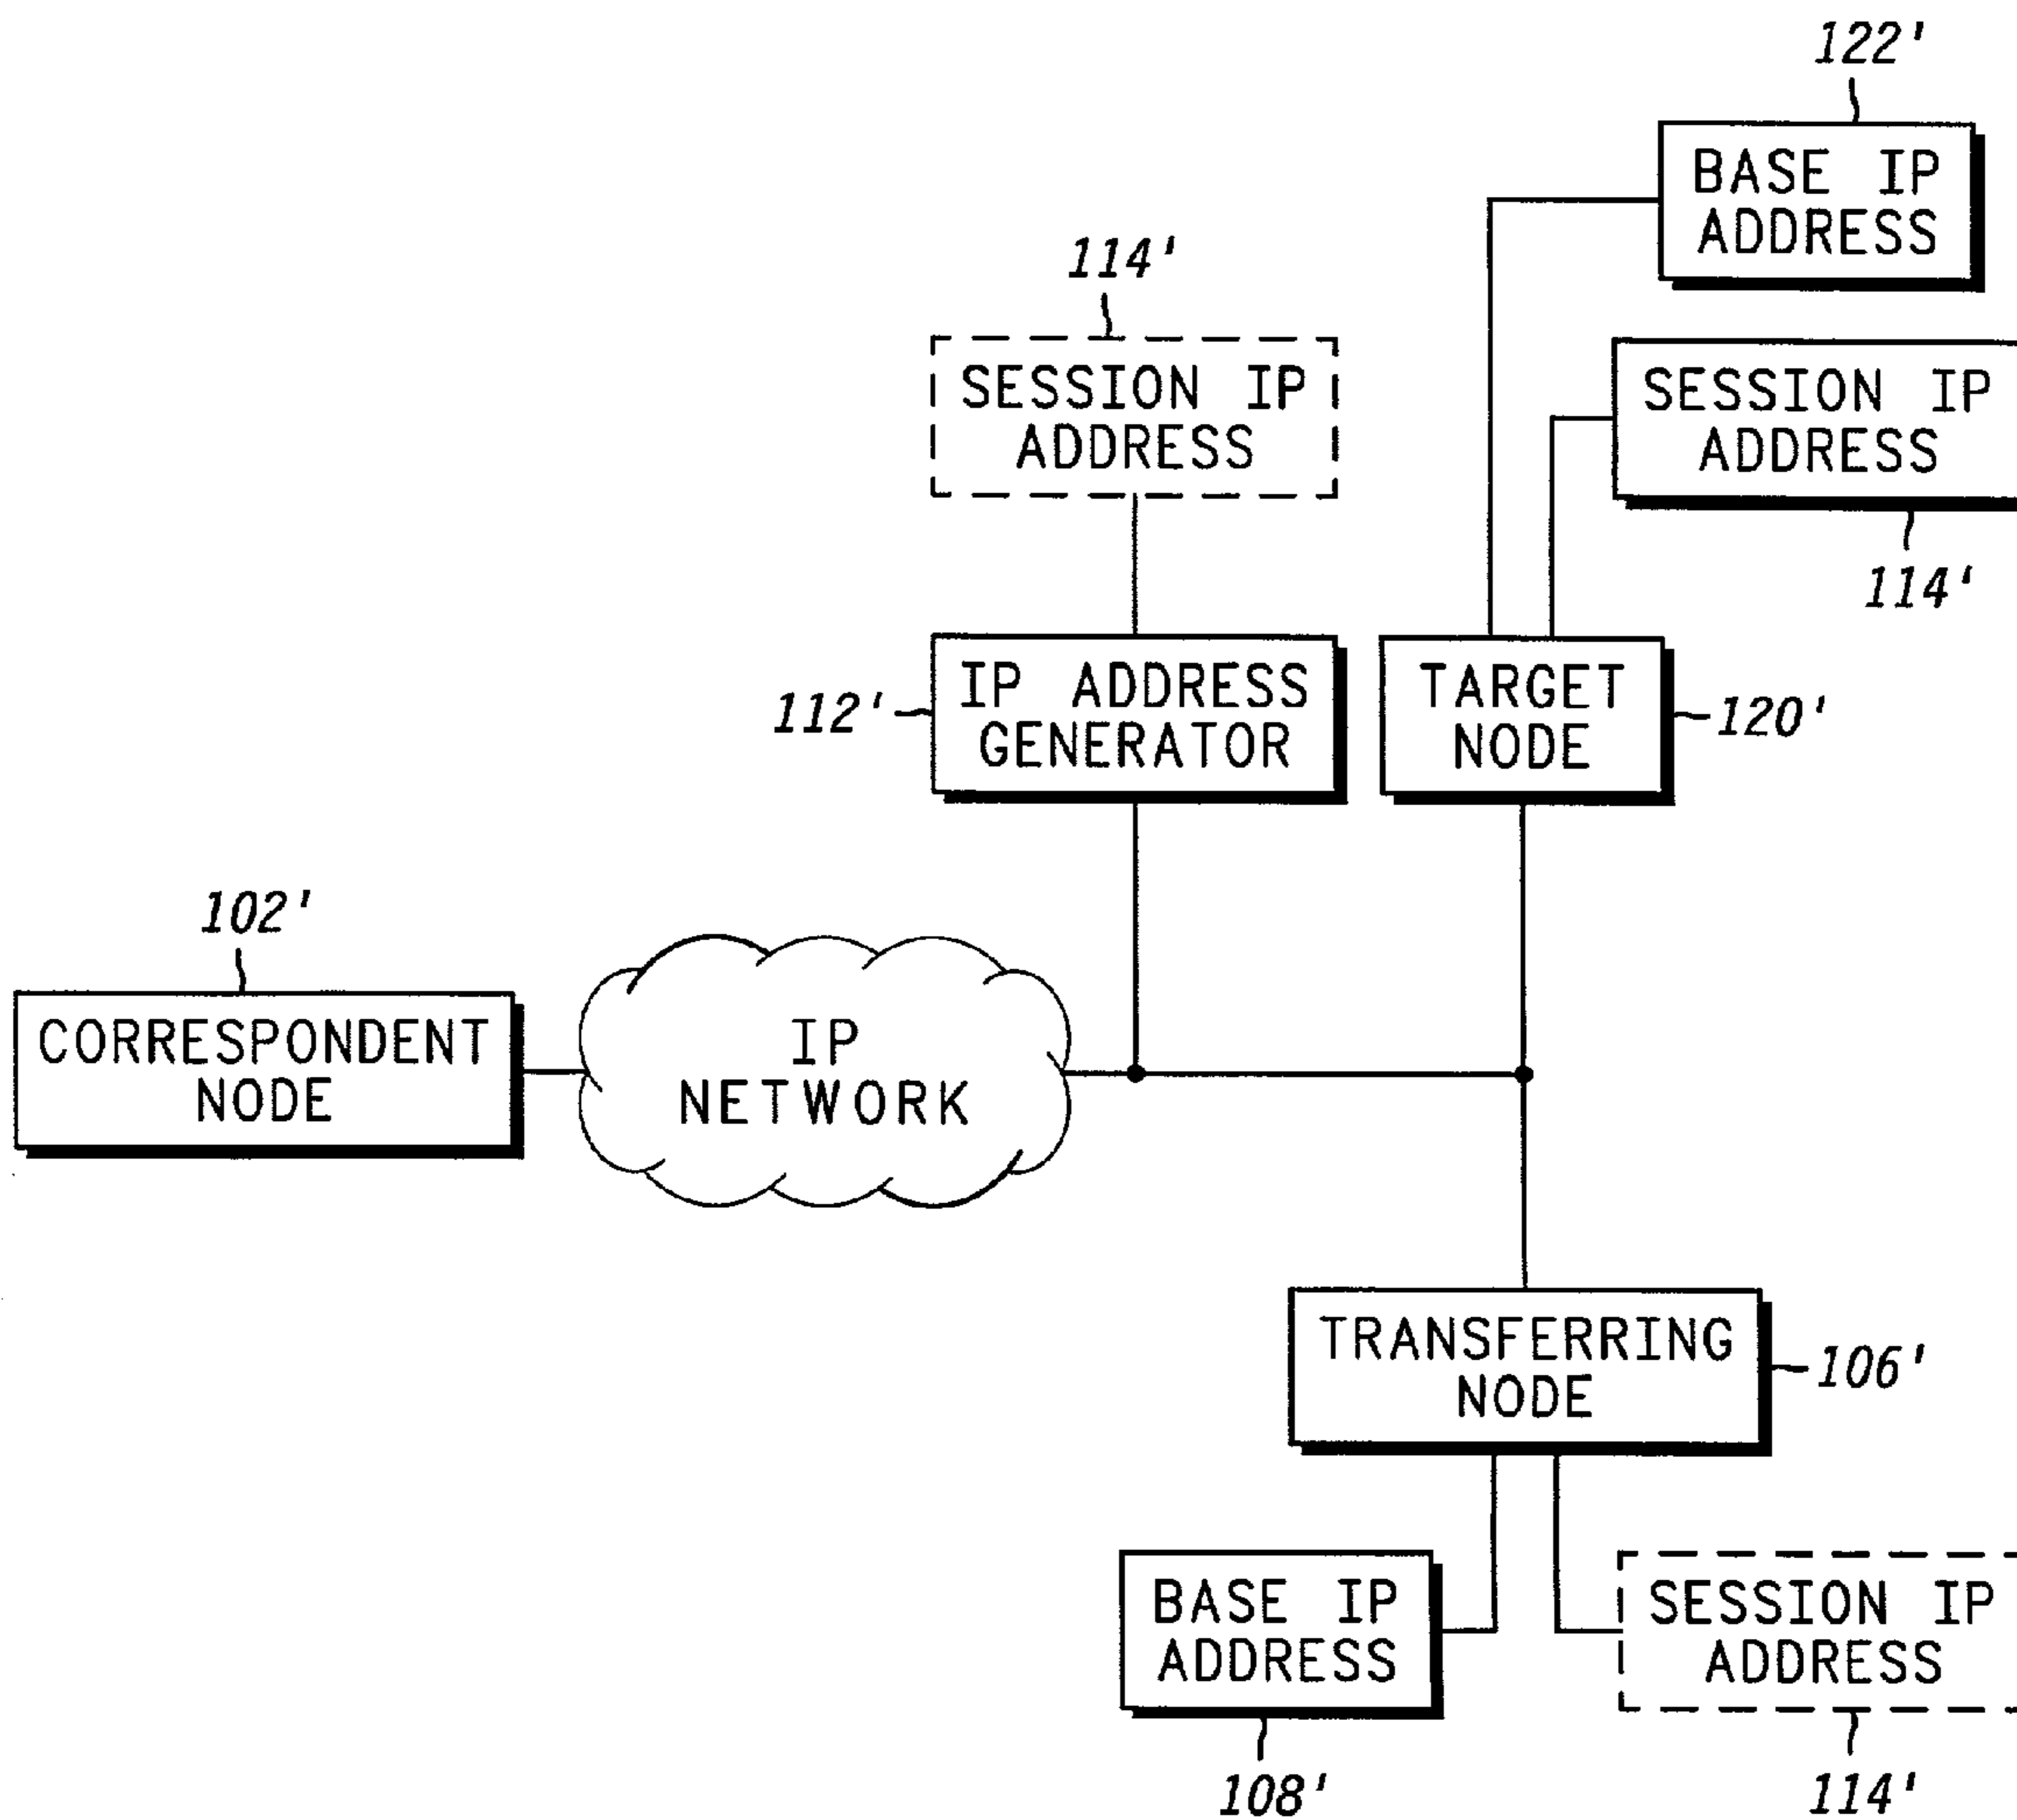 122'
BASE IP
ADDRESS
114'
SESSION IP
ADDRESS
SESSION IP
ADDRESS
114'
112'
IP ADDRESS
GENERATOR
TARGET
NODE
120'
102'
CORRESPONDENT
NODE
IP
NETWORK
TRANSFERRING
NODE
106'
BASE IP
ADDRESS
SESSION IP
ADDRESS
108'
114'